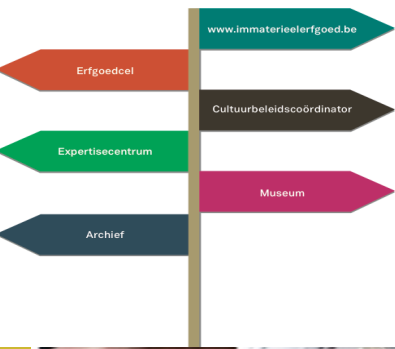 www.immaterieelerfgoed.be
Erfgoedcel
Cultuurbeleidscoördinator
Expertisecentrum
Museum
Archief